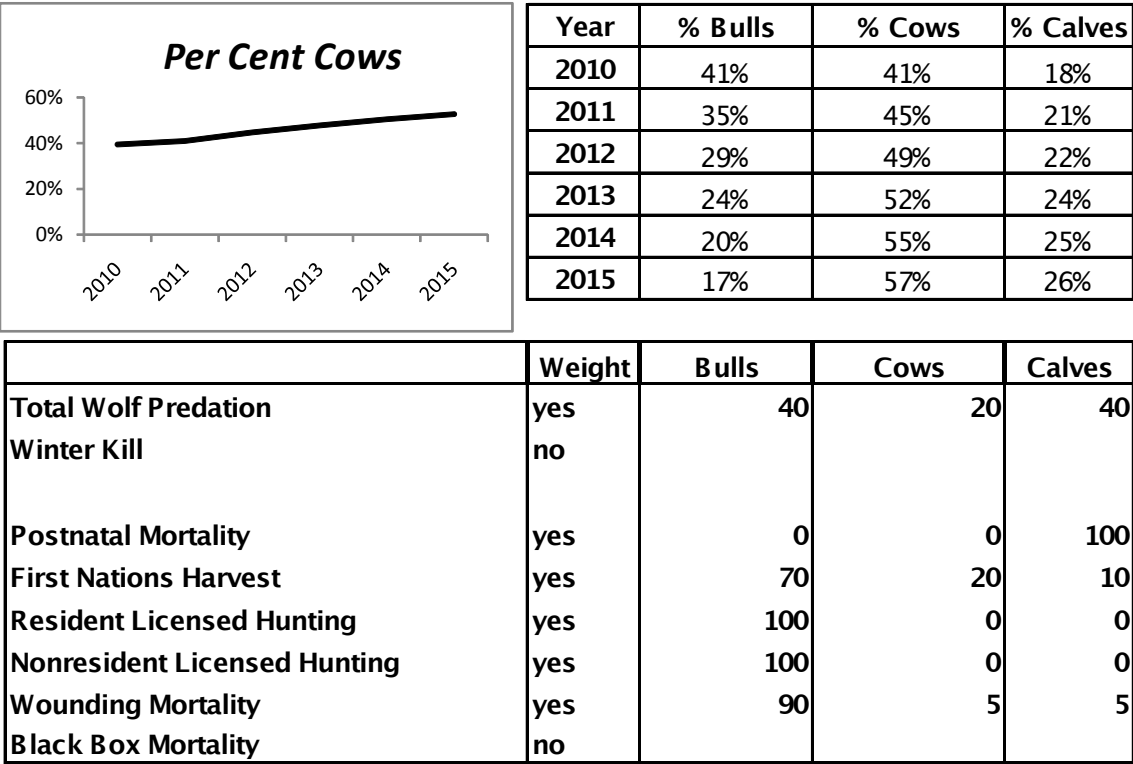 Per Cent Cows
60%
40%
20%
0%
2010 2011 2012 2013 2014 2015
Year % Bulls % Cows % Calves
2010 41% 41% 18%
2011 35% 45% 21%
2012 29% 49% 22%
2013 24% 52% 24%
2014 20% 55% 25%
2015 17% 57% 26%
Weight Bulls Cows Calves
Total Wolf Predation yes 40 20 40
Winter Kill no
Postnatal Mortality yes 0 0 100
First Nations Harvest yes 70 20 10
Resident Licensed Hunting yes 100 0 0
Nonresident Licensed Hunting yes 100 0 0
Wounding Mortality yes 90 5 5
Black Box Mortality no